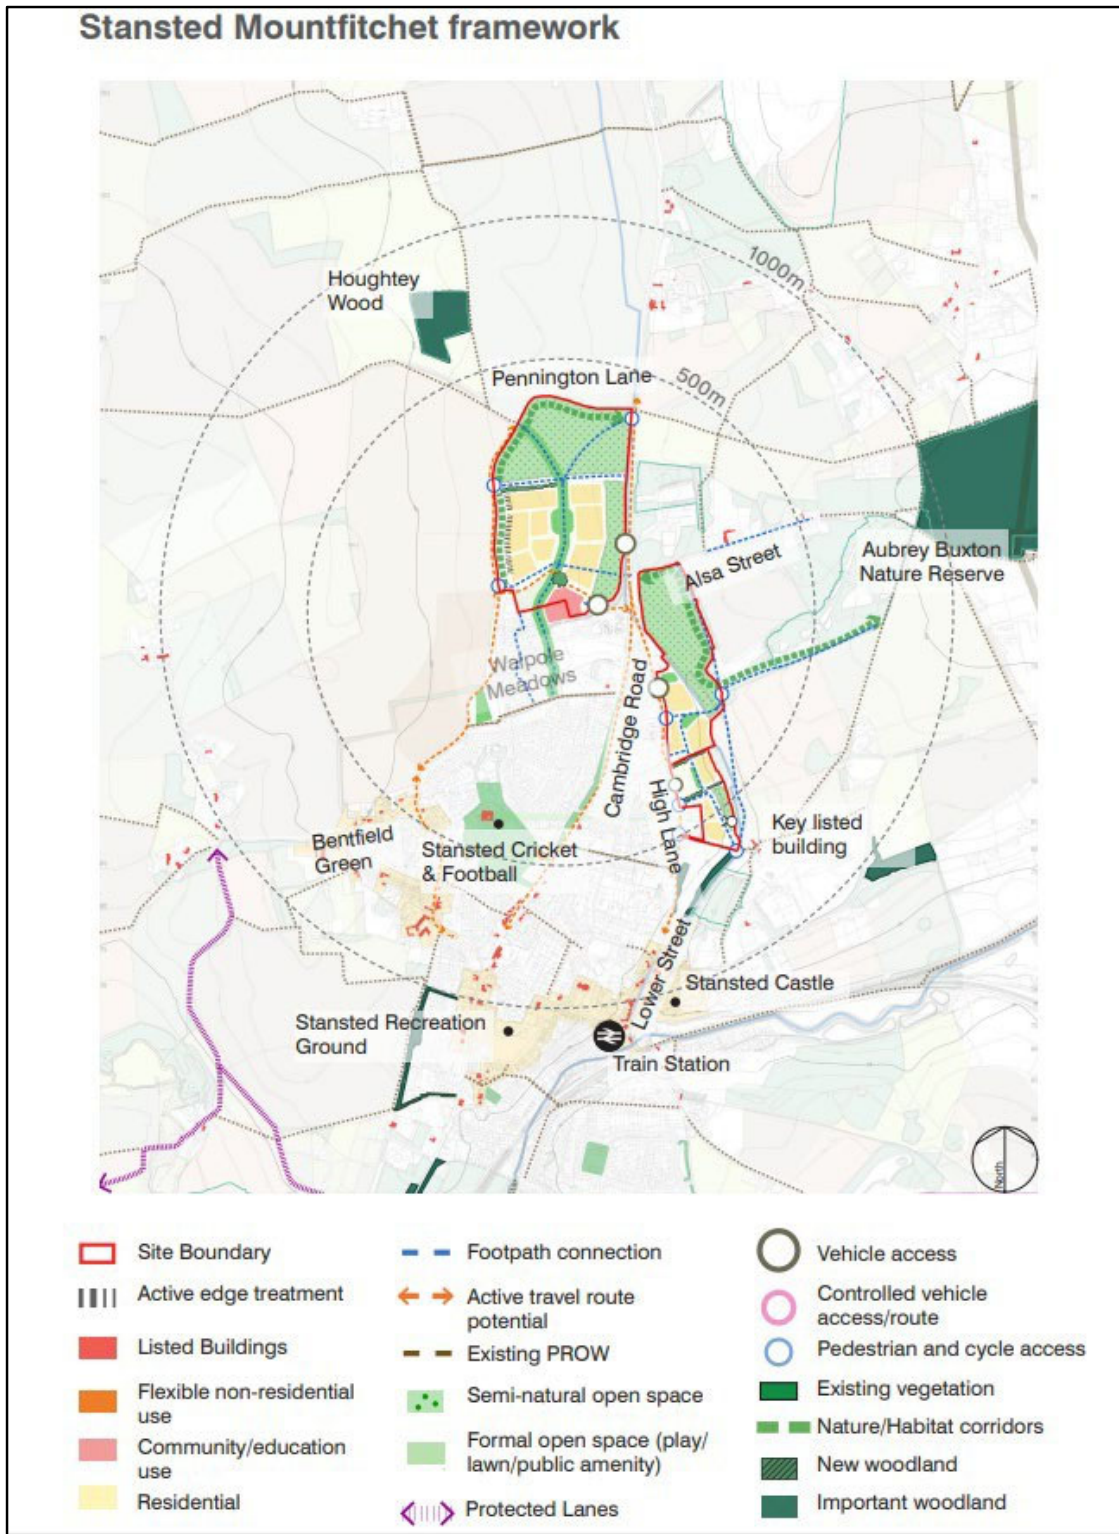 Stansted Mountfitchet framework
1000m
Houghtey
Wood
Pennington Lane
500m
Alsa Street
Aubrey Buxton
Nature Reserve
Walpole
Meadows
Cambridge Road
High Lane
Key listed
building
Bentfield
Green
Stansted Cricket
& Football
Lower Street
Stansted Castle
Stansted Recreation
Ground
Train Station
North
Site Boundary
Active edge treatment
Listed Buildings
Flexible non-residential
use
Community/education
use
Residential
Footpath connection
Active travel route
potential
Existing PROW
Semi-natural open space
Formal open space (play/
lawn/public amenity)
Protected Lanes
Vehicle access
Controlled vehicle
access/route
Pedestrian and cycle access
Existing vegetation
Nature/Habitat corridors
New woodland
Important woodland